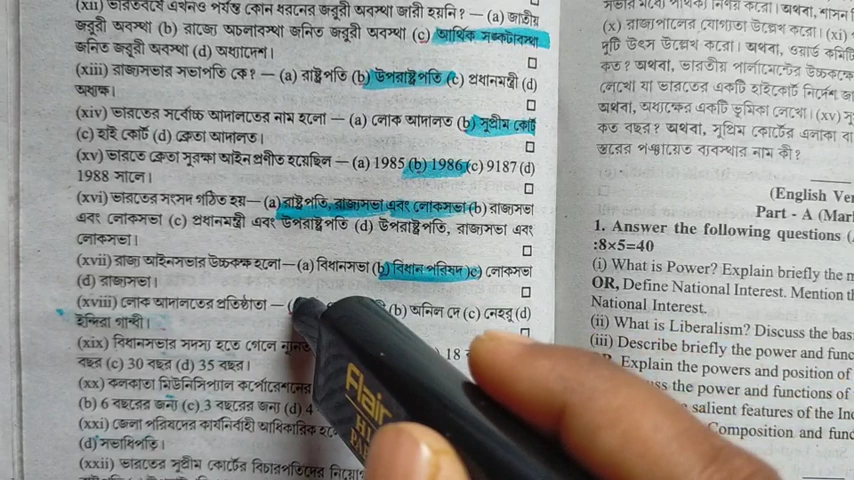 (xii) ভারতবর্ষে এখনও পর্যন্ত কোন ধরনের জরুরী অবস্থা জারী হয়নি? — (a) জাতীয়
জরুরী অবস্থা (b) রাজ্যে অচলাবস্থা জনিত জরুরী অবস্থা (c) আর্থিক সঙ্কটাবস্থা
জনিত জরুরী অবস্থা (d) অধ্যাদেশ।
(xiii) রাজ্যসভার সভাপতি কে? — (a) রাষ্ট্রপতি (b) উপরাষ্ট্রপতি (c) প্রধানমন্ত্রী (d)
অধ্যক্ষ।
(xiv) ভারতের সর্বোচ্চ আদালতের নাম হলো — (a) লোক আদালত (b) সুপ্রীম কোর্ট
(c) হাই কোর্ট (d) ক্রেতা আদালত।
(xv) ভারতে ক্রেতা সুরক্ষা আইন প্রণীত হয়েছিল — (a) 1985 (b) 1986 (c) 9187 (d)
1988 সালে।
(xvi) ভারতের সংসদ গঠিত হয়— (a) রাষ্ট্রপতি, রাজ্যসভা এবং লোকসভা (b) রাজ্যসভা
এবং লোকসভা (c) প্রধানমন্ত্রী এবং উপরাষ্ট্রপতি (d) উপরাষ্ট্রপতি, রাজ্যসভা এবং
লোকসভা।
(xvii) রাজ্য আইনসভার উচ্চকক্ষ হলো—(a) বিধানসভা (b) বিধান পরিষদ (c) লোকসভা
(d) রাজ্যসভা।
(xviii) লোক আদালতের প্রতিষ্ঠাতা — (b) অনিল দে (c) নেহরু (d)
ইন্দিরা গান্ধী।
(xix) বিধানসভার সদস্য হতে গেলে ) 18
বছর (c) 30 বছর (d) 35 বছর।
(xx) কলকাতা মিউনিসিপ্যাল কর্পোরেশনের
(b) 6 বছরের জন্য (c) 3 বছরের জন্য (d) 4
(xxi) জেলা পরিষদের কার্যনির্বাহী আধিকারিক
(d) সভাধিপতি।
(xxii) ভারতের সুপ্রীম কোর্টের বিচারপতিদের
Flair
(x) রাজ্যপালের যোগ্যতা উল্লেখ করো। (xi)
দুটি উৎস উল্লেখ করো। অথবা, ওয়ার্ড কমিটি
কত? অথবা, ভারতীয় পার্লামেন্টের উচ্চকক্ষে
লেখো যা ভারতের একটি হাইকোর্ট নির্দেশ
অথবা, অধ্যক্ষের একটি ভূমিকা লেখো। (xv)
কত বছর? অথবা, সুপ্রিম কোর্টের এলাকা বা
স্তরের পঞ্চায়েত ব্যবস্থার নাম কী?
(English Ver
Part - A (Mar
1. Answer the following questions
:8×5=40
(i) What is Power? Explain briefly the
OR, Define National Interest. Mention
National Interest.
(ii) What is Liberalism? Discuss the bas
(iii) Describe briefly the power and func
Explain the powers and position of
the power and functions of
salient features of the
Composition and func